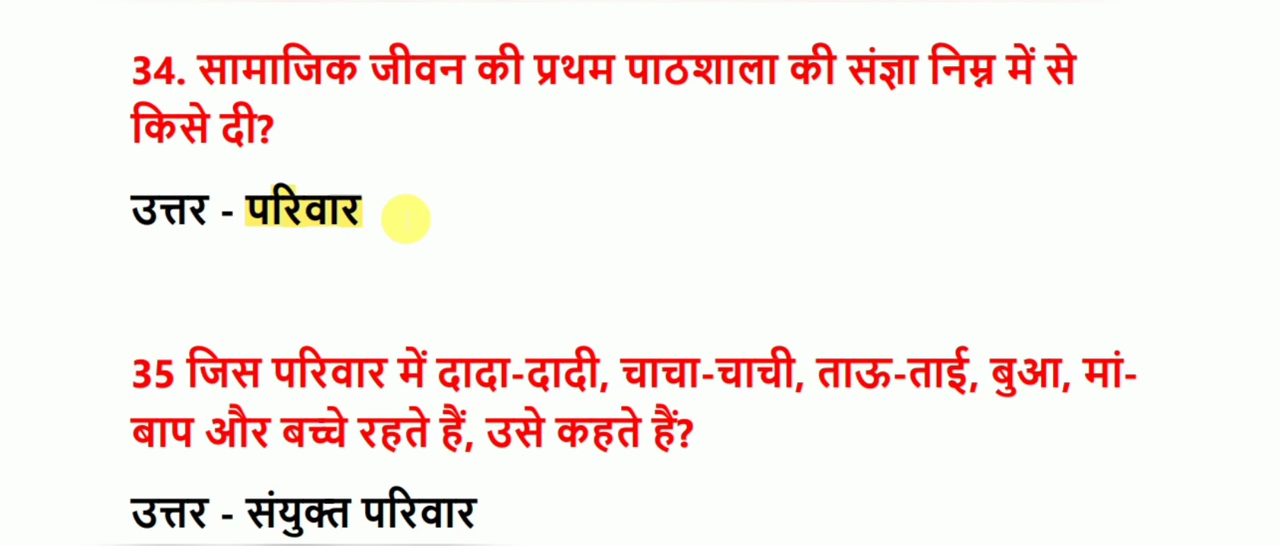 34. सामाजिक जीवन की प्रथम पाठशाला की संज्ञा निम्न में से
किसे दी?
उत्तर - परिवार
35 जिस परिवार में दादा-दादी, चाचा-चाची, ताऊ-ताई, बुआ, मां-
बाप और बच्चे रहते हैं, उसे कहते हैं?
उत्तर - संयुक्त परिवार